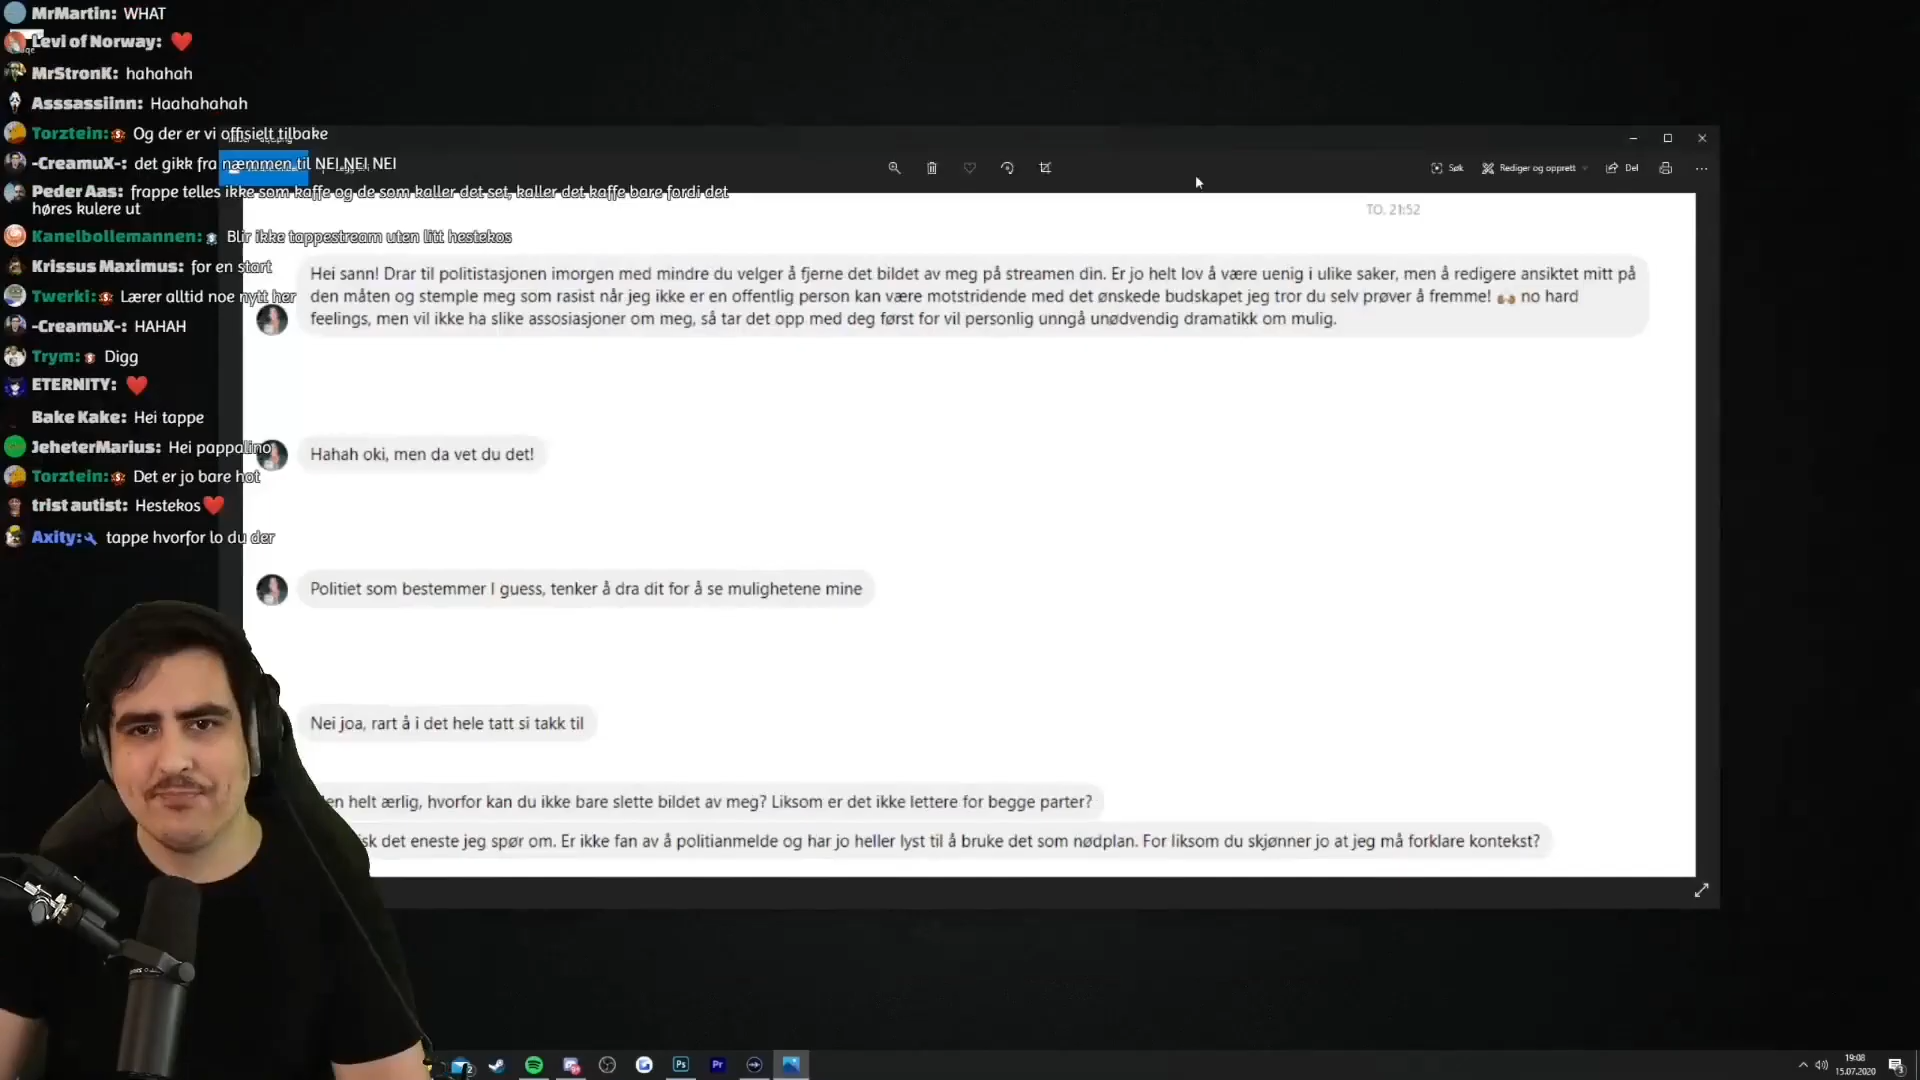 MrMartin: WHAT
Levi of Norway: ❤️
MrStronK: hahahah
Asssassiinn: Haahahahah
Torztein: Og der er vi offisielt tilbake
-CreamuX-: det gikk fra næmmen til NEI NEI NEI
Peder Aas: frappe telles ikke som kaffe og de som kaller det set, kaller det kaffe bare fordi det
høres kulere ut
Kanelbollemannen: Blir ikke tappestream uten litt hestekos
Krissus Maximus: for en start
Twerki: Lærer alltid noe nytt her
-CreamuX-: HAHAH
Trym: Digg
ETERNITY: ❤️
Bake Kake: Hei tappe
JeheterMarius: Hei pappalino
Torztein: Det er jo bare hot
trist autist: Hestekos❤️
Axity: tappe hvorfor lo du der
Søk
Rediger og opprett
Del
TO. 21:52
Hei sann! Drar til politistasjonen imorgen med mindre du velger å fjerne det bildet av meg på streamen din. Er jo helt lov å være uenig i ulike saker, men å redigere ansiktet mitt på
den måten og stemple meg som rasist når jeg ikke er en offentlig person kan være motstridende med det ønskede budskapet jeg tror du selv prøver å fremme! 🙌 no hard
feelings, men vil ikke ha slike assosiasjoner om meg, så tar det opp med deg først for vil personlig unngå unødvendig dramatikk om mulig.
Hahah oki, men da vet du det!
Politiet som bestemmer I guess, tenker å dra dit for å se mulighetene mine
Nei joa, rart å i det hele tatt si takk til
en helt ærlig, hvorfor kan du ikke bare slette bildet av meg? Liksom er det ikke lettere for begge parter?
sk det eneste jeg spør om. Er ikke fan av å politianmelde og har jo heller lyst til å bruke det som nødplan. For liksom du skjønner jo at jeg må forklare kontekst?
Ps
Pr
19:08
15.07.2020